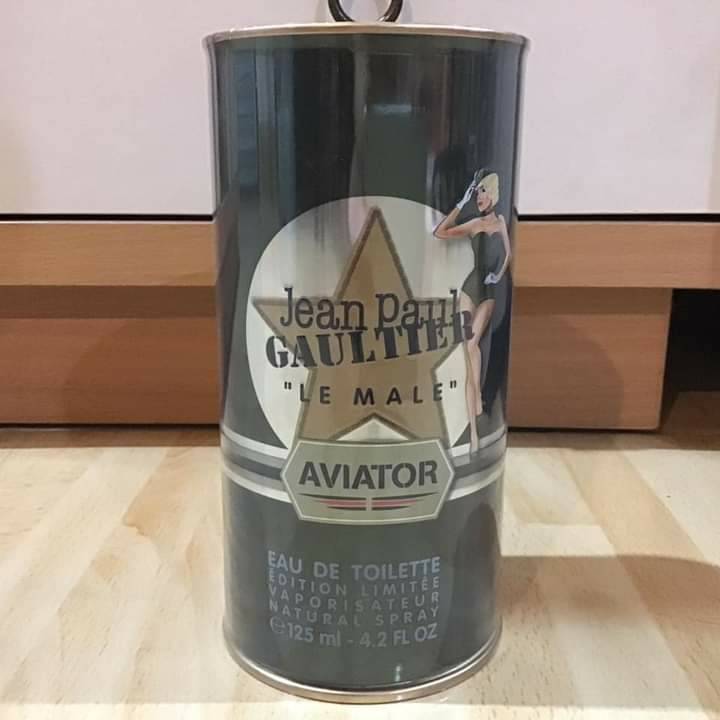 Jean Paul
GAULTIER
"LE MALE"
AVIATOR
EAU DE TOILETTE
ÉDITION LIMITÉE
VAPORISATEUR
NATURAL SPRAY
℮125 ml - 4.2 FL OZ